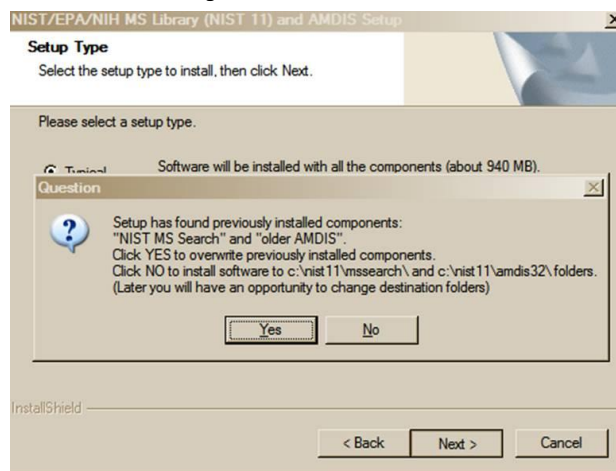 NIST/EPA/NIH MS Library (NIST 11) and AMDIS Setup
Setup Type
Select the setup type to install, then click Next.
Please select a setup type.
Typical
Software will be installed with all the components (about 940 MB).
Question
Setup has found previously installed components:
"NIST MS Search" and "older AMDIS".
Click YES to overwrite previously installed components.
Click NO to install software to c:\nist11\mssearch\ and c:\nist11\amdis32\ folders.
(Later you will have an opportunity to change destination folders)
Yes
No
InstallShield
< Back
Next >
Cancel